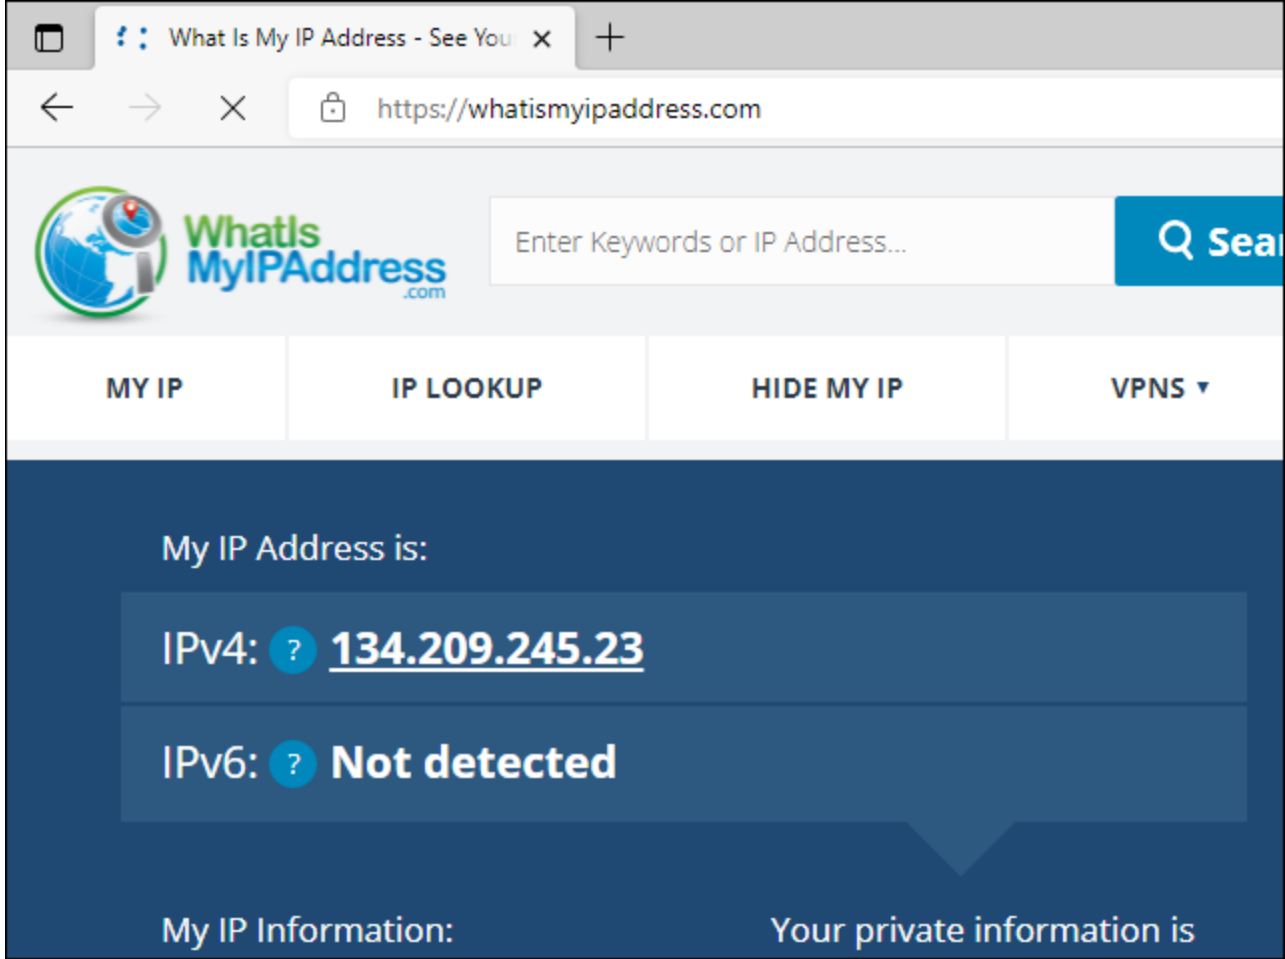 What Is My IP Address - See You
https://whatismyipaddress.com
WhatIs
MyIPAddress
.com
Enter Keywords or IP Address...
Sear
MY IP
IP LOOKUP
HIDE MY IP
VPNS ▼
My IP Address is:
IPv4: ? 134.209.245.23
IPv6: ? Not detected
My IP Information:
Your private information is